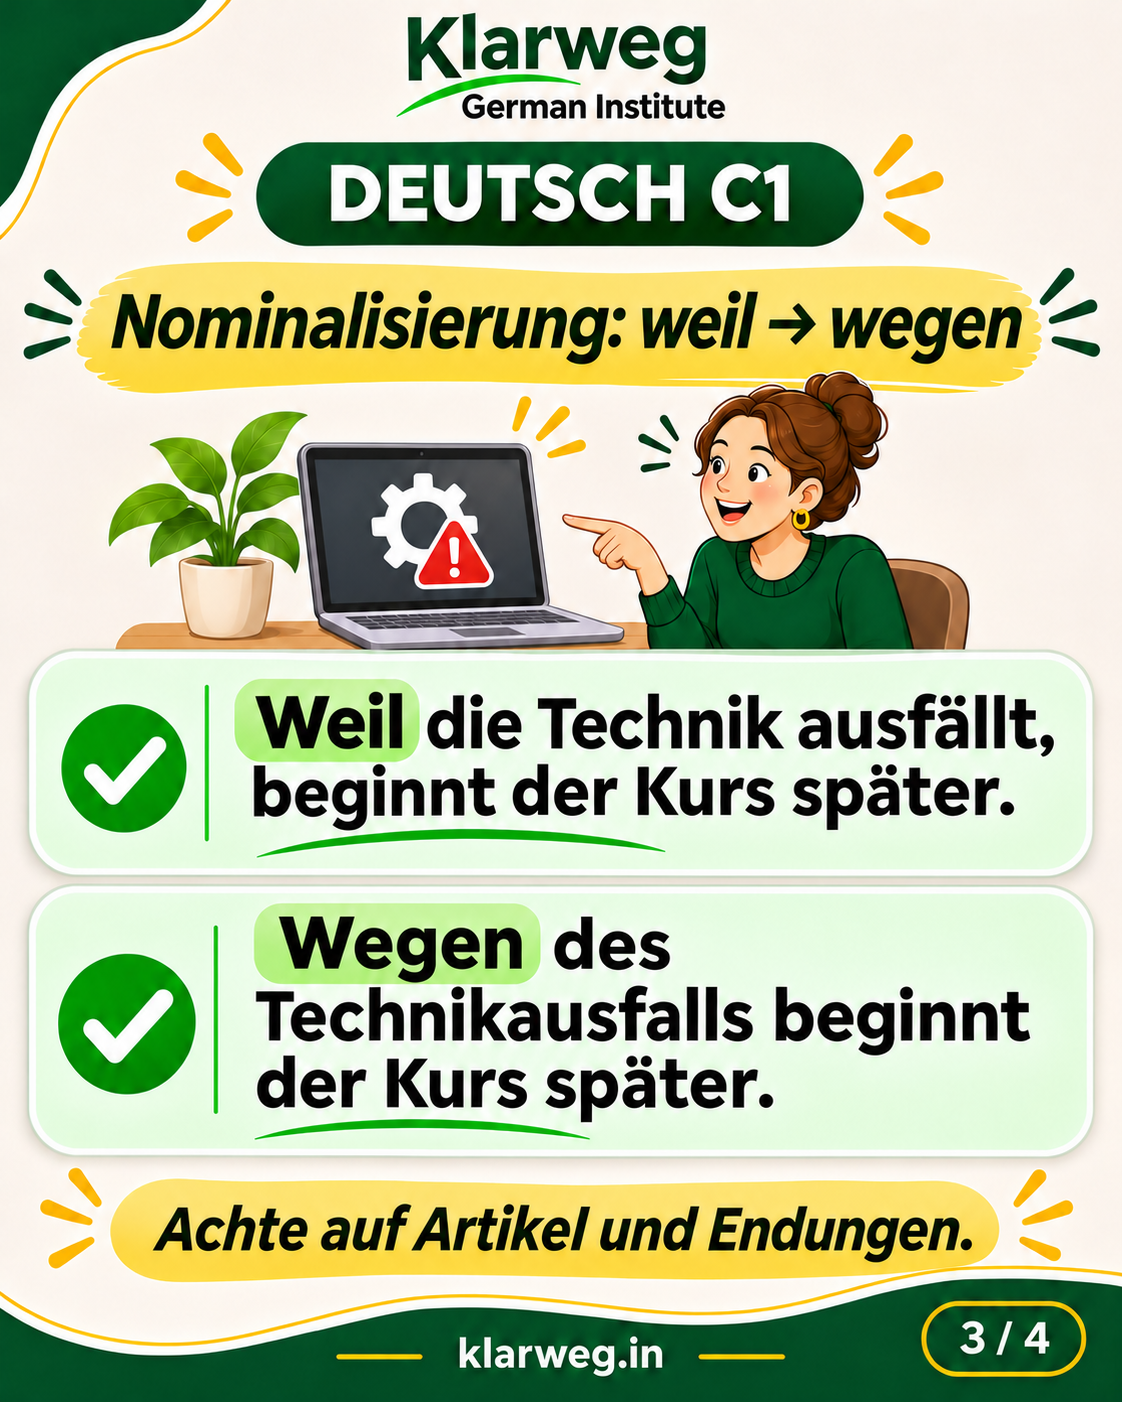 Klarweg
German Institute
DEUTSCH C1
Nominalisierung: weil → wegen
Weil die Technik ausfällt,
beginnt der Kurs später.
Wegen des
Technikausfalls beginnt
der Kurs später.
Achte auf Artikel und Endungen.
klarweg.in
3 / 4